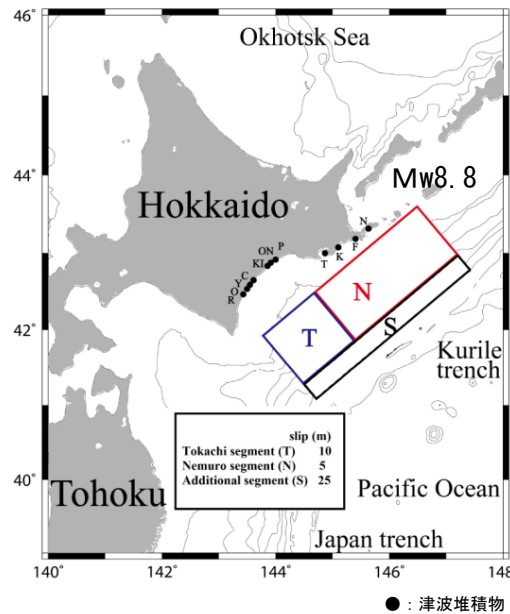 46°
Okhotsk Sea
44°
Mw8.8
Hokkaido
N
F
K
T
P
ON
KI
C
Y
O
R
N
42°
T
S
Kurile
trench
slip (m)
Tokachi segment (T) 10
Nemuro segment (N) 5
Additional segment (S) 25
40°
Tohoku
Pacific Ocean
Japan trench
140° 142° 144° 146° 148
●：津波堆積物